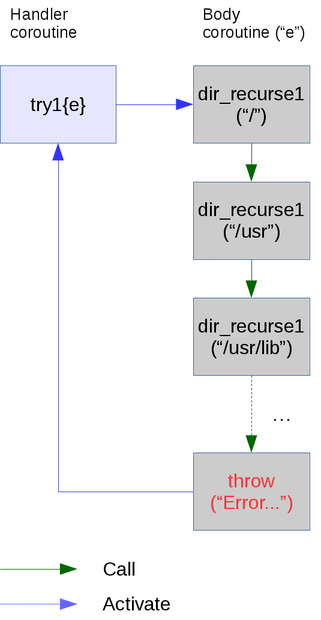 Handler
coroutine
Body
coroutine (“e”)
try1{e}
dir_recurse1
(“/”)
dir_recurse1
(“/usr”)
dir_recurse1
(“/usr/lib”)
...
throw
(“Error...”)
Call
Activate